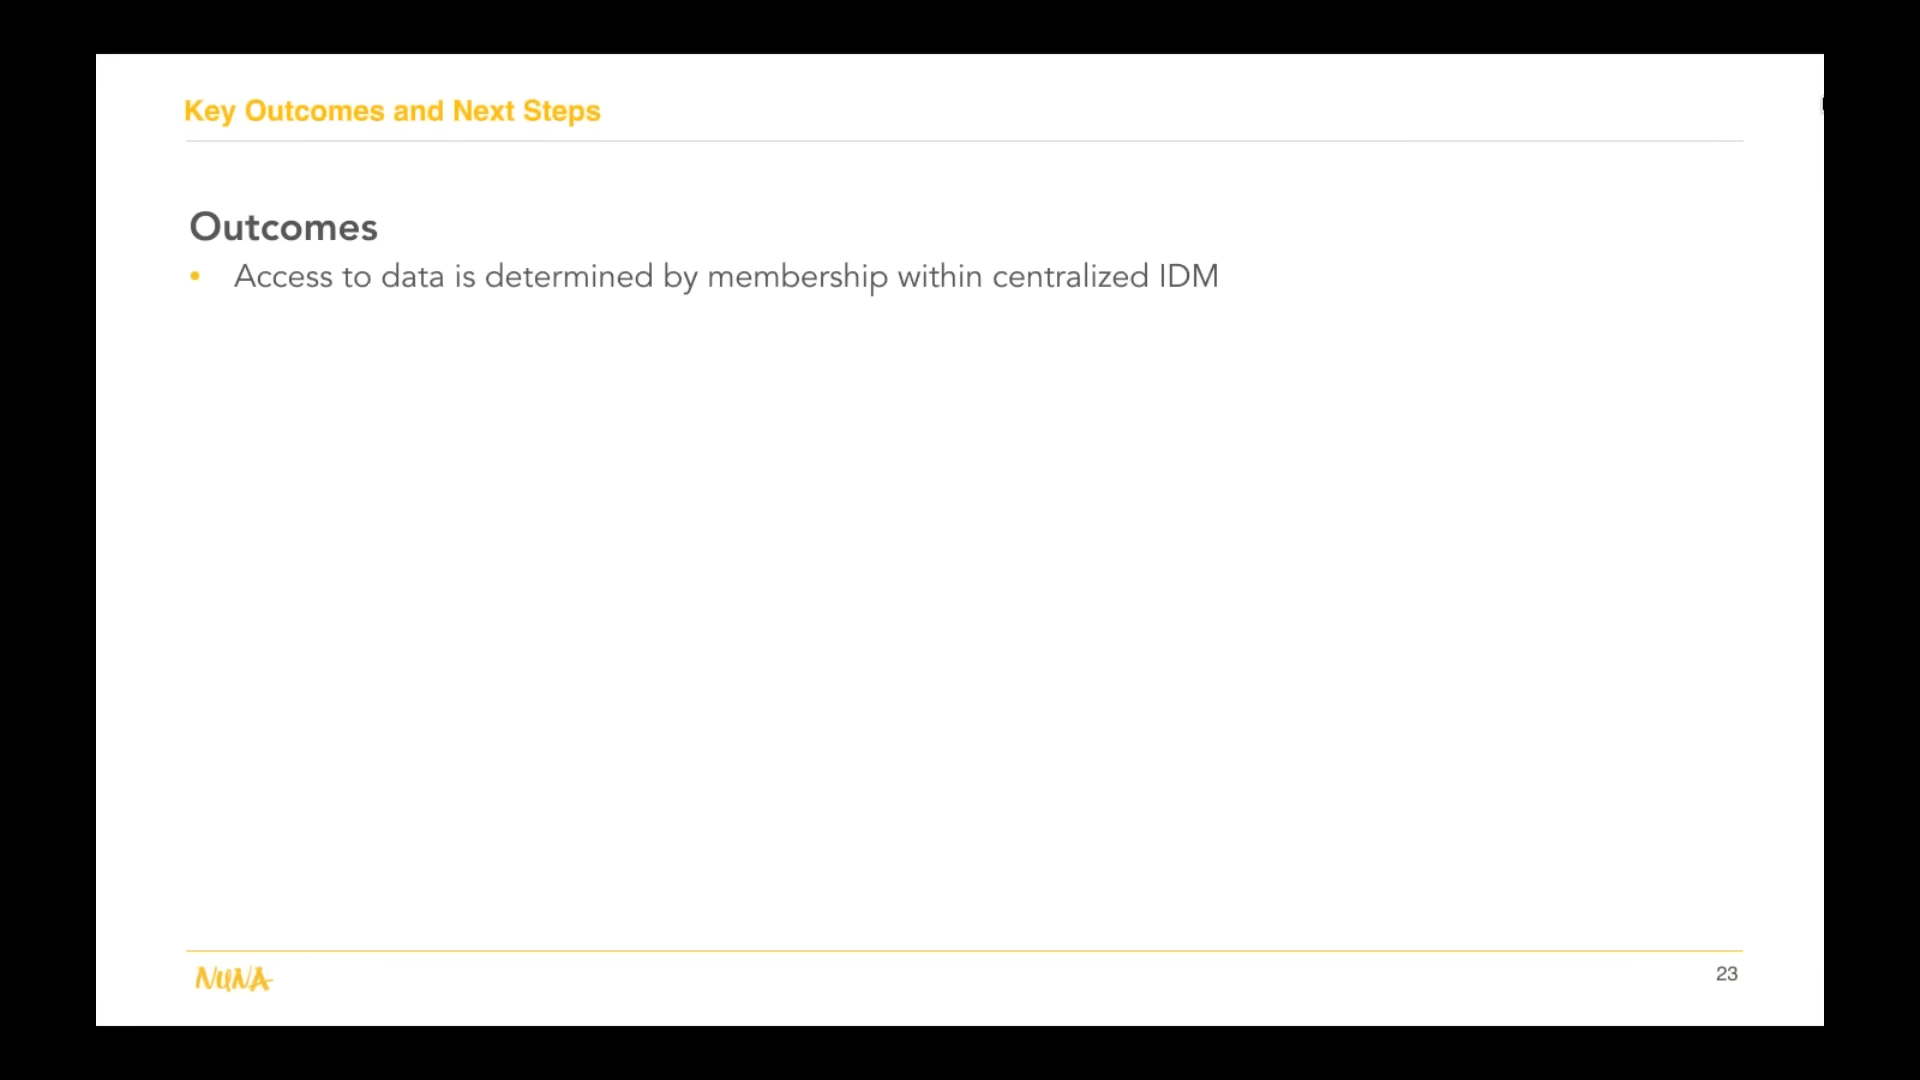 Key Outcomes and Next Steps
Outcomes
• Access to data is determined by membership within centralized IDM
NUNA
23